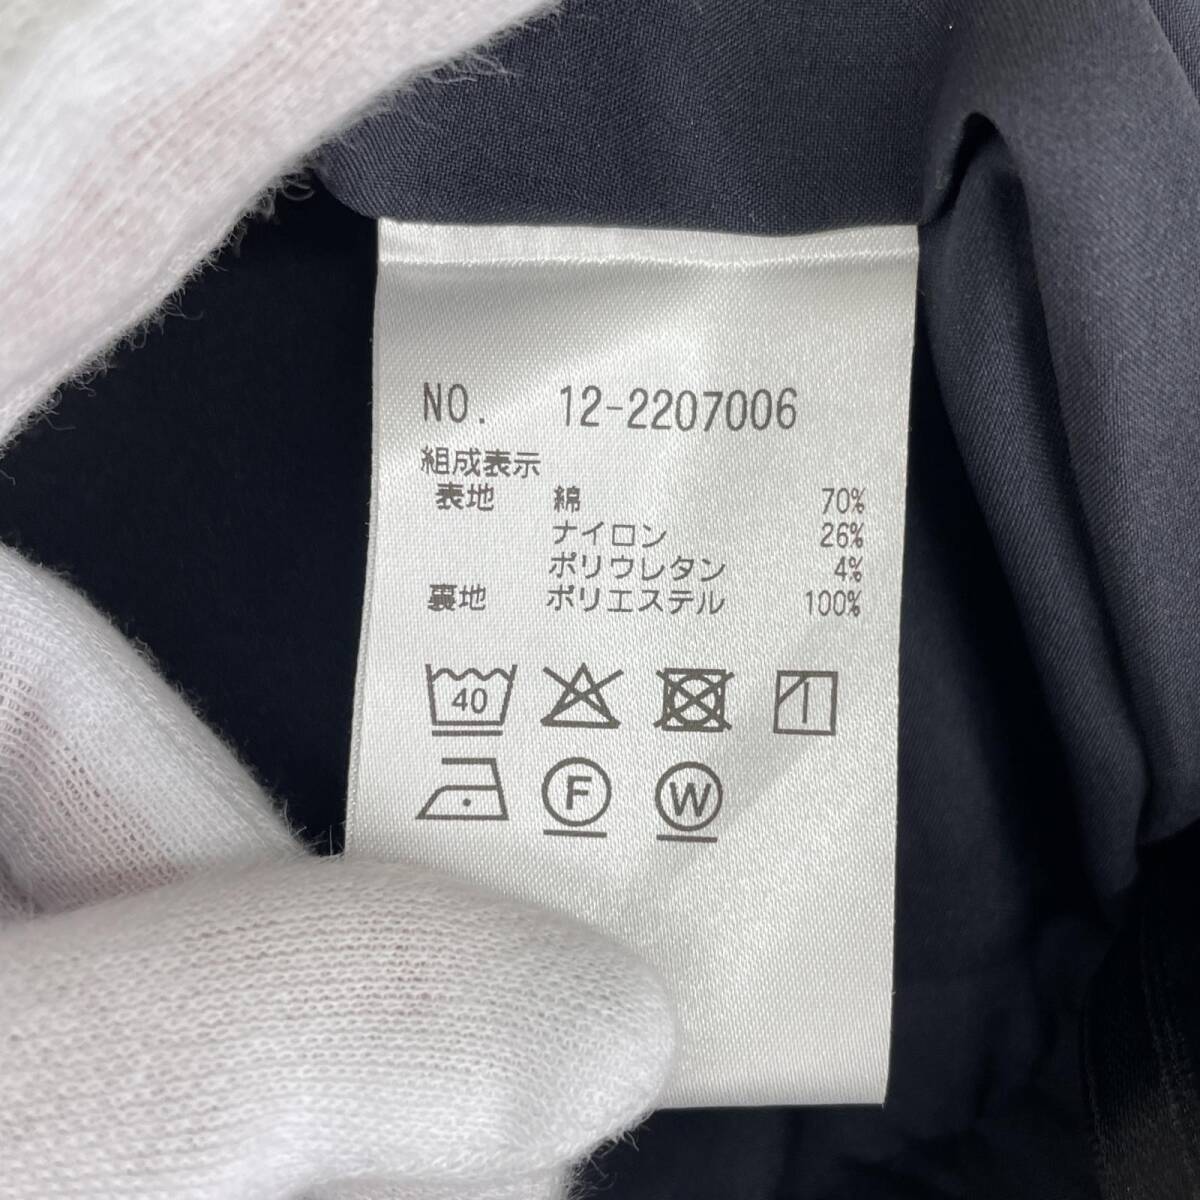 NO. 12-2207006
組成表示
表地 綿 70%
ナイロン 26%
ポリウレタン 4%
裏地 ポリエステル 100%
40
F W